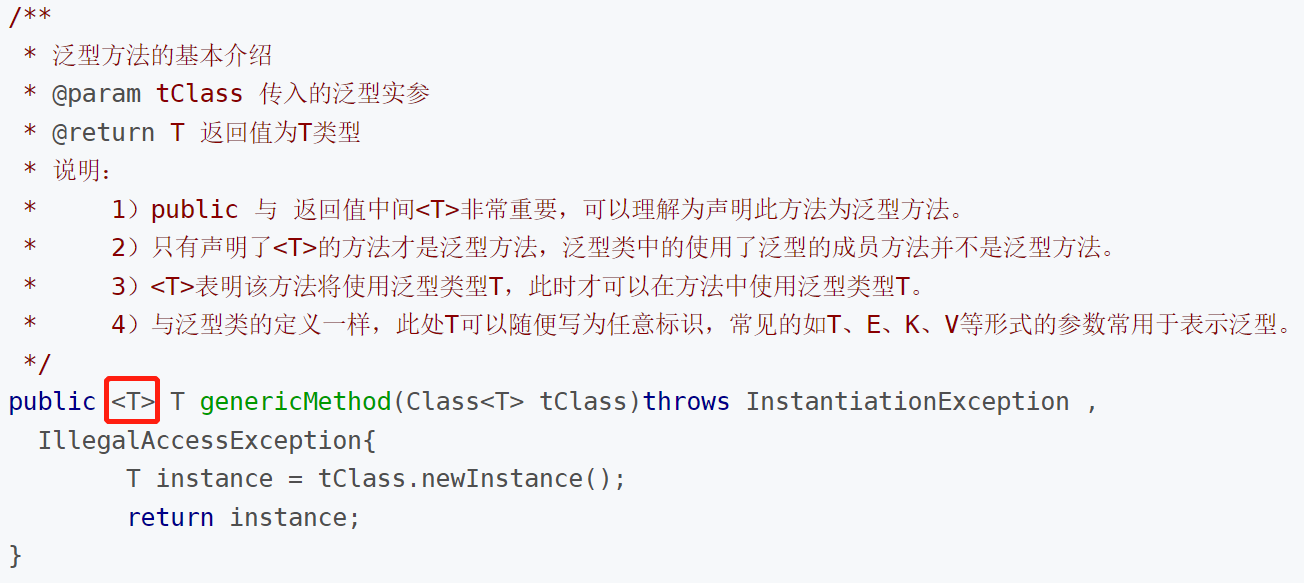 /**
 * 泛型方法的基本介绍
 * @param tClass 传入的泛型实参
 * @return T 返回值为T类型
 * 说明：
 *     1）public 与 返回值中间<T>非常重要，可以理解为声明此方法为泛型方法。
 *     2）只有声明了<T>的方法才是泛型方法，泛型类中的使用了泛型的成员方法并不是泛型方法。
 *     3）<T>表明该方法将使用泛型类型T，此时才可以在方法中使用泛型类型T。
 *     4）与泛型类的定义一样，此处T可以随便写为任意标识，常见的如T、E、K、V等形式的参数常用于表示泛型。
 */
public <T> T genericMethod(Class<T> tClass)throws InstantiationException ,
  IllegalAccessException{
        T instance = tClass.newInstance();
        return instance;
}